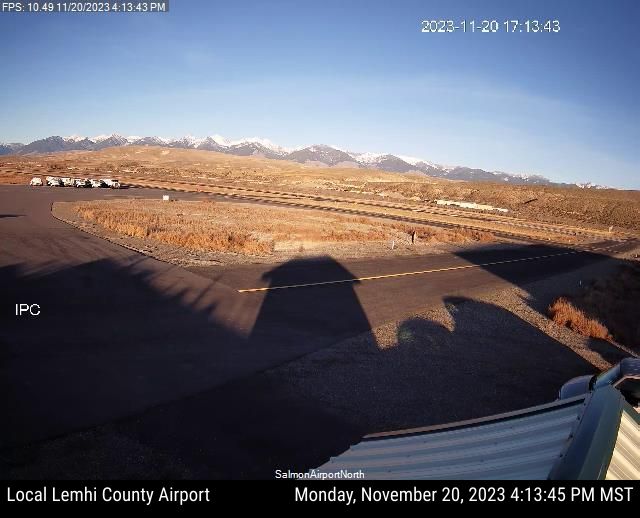 FPS: 10.49 11/20/2023 4:13:43 PM
2023-11-20 17:13:43
IPC
SalmonAirportNorth
Local Lemhi County Airport Monday, November 20, 2023 4:13:45 PM MST